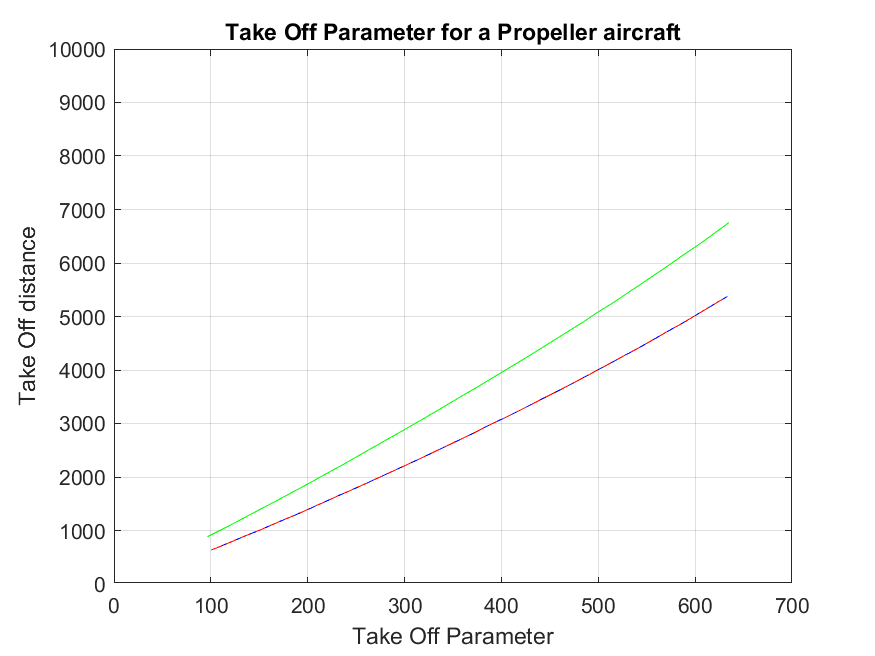 Take Off Parameter for a Propeller aircraft
10000
9000
8000
7000
6000
5000
4000
3000
2000
1000
0
Take Off distance
0 100 200 300 400 500 600 700
Take Off Parameter